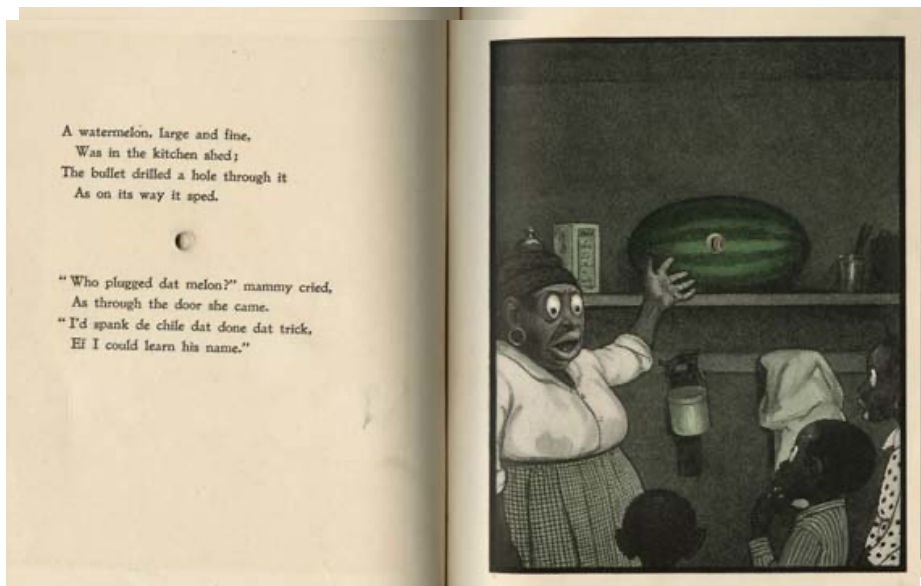 A watermelon, large and fine,
Was in the kitchen shed;
The bullet drilled a hole through it
As on its way it sped.
"Who plugged dat melon?" mammy cried,
As through the door she came.
"I'd spank de chile dat done dat trick,
Ef I could learn his name."